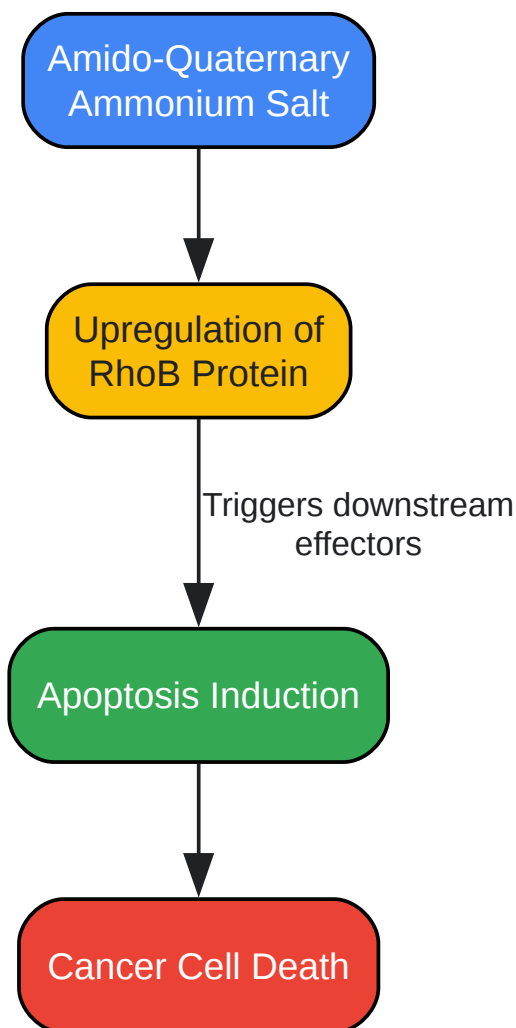 Amido-Quaternary
Ammonium Salt
Upregulation of
RhoB Protein
Triggers downstream
effectors
Apoptosis Induction
Cancer Cell Death